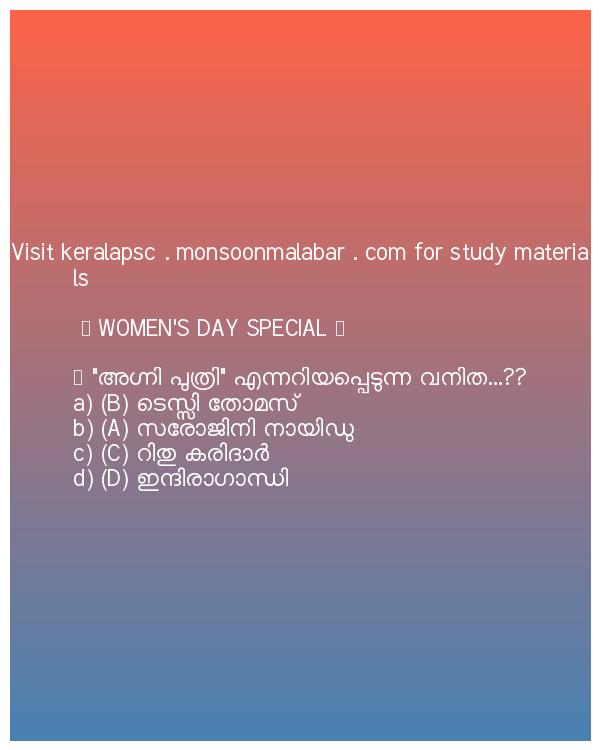 Visit keralapsc . monsoonmalabar . com for study materia
ls
WOMEN'S DAY SPECIAL
"അഗ്നി പുത്രി" എന്നറിയപ്പെടുന്ന വനിത...??
a) (B) ടെസ്സി തോമസ്
b) (A) സരോജിനി നായിഡു
c) (C) റിതു കരിദാർ
d) (D) ഇന്ദിരാഗാന്ധി